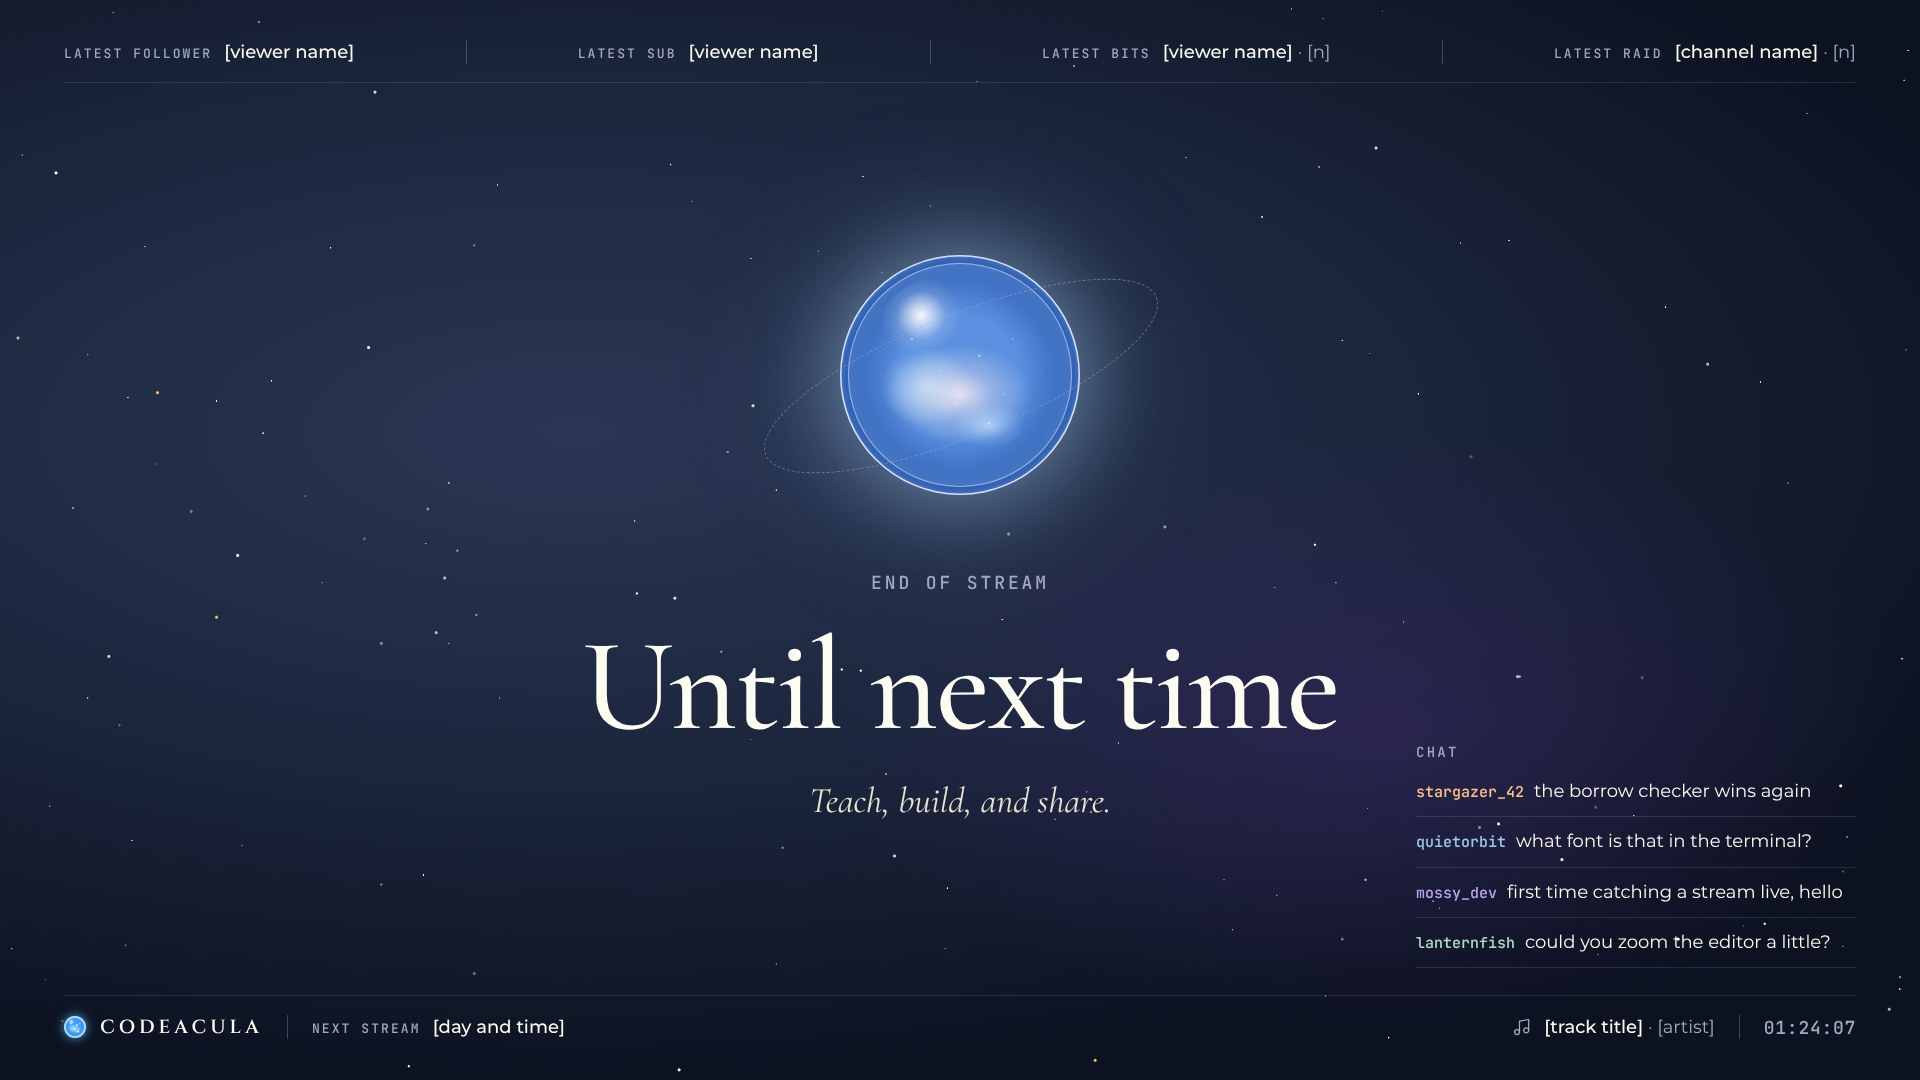 LATEST FOLLOWER [viewer name]
LATEST SUB [viewer name]
LATEST BITS [viewer name] · [n]
LATEST RAID [channel name] · [n]
END OF STREAM
Until next time
Teach, build, and share.
CHAT
stargazer_42 the borrow checker wins again
quietorbit what font is that in the terminal?
mossy_dev first time catching a stream live, hello
lanternfish could you zoom the editor a little?
CODEACULA
NEXT STREAM [day and time]
[track title] · [artist]
01:24:07